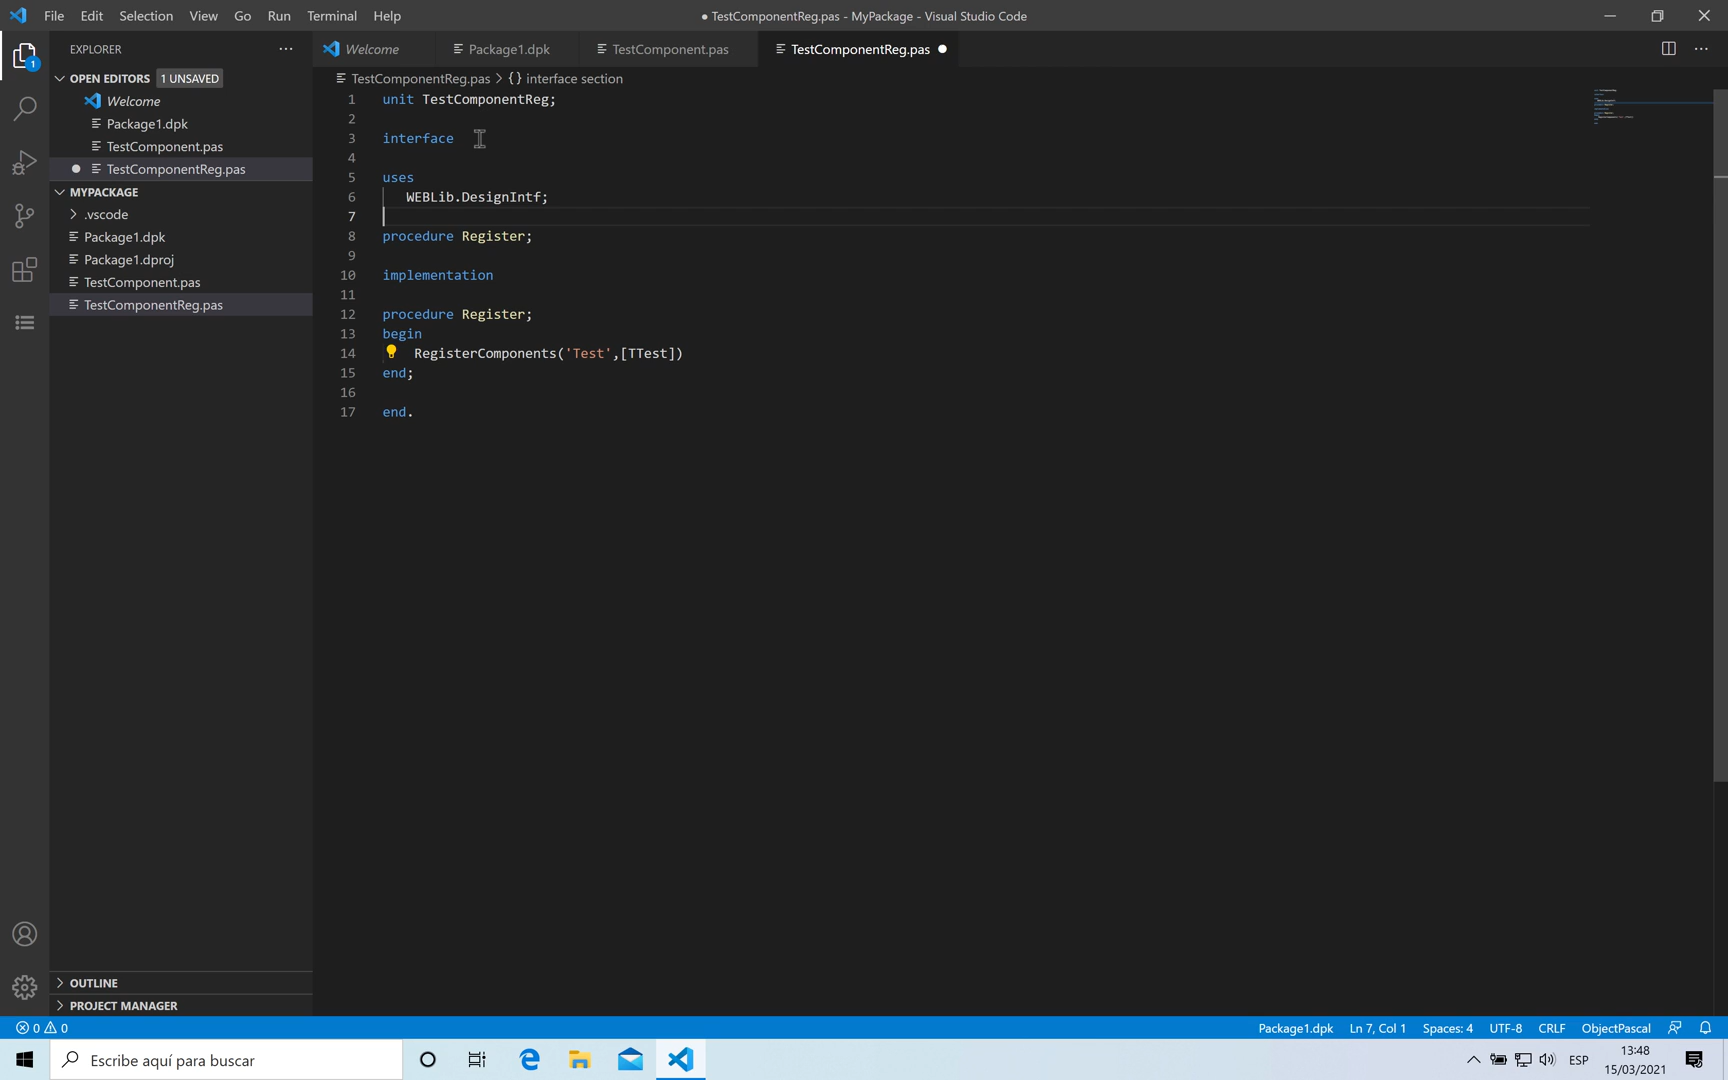 File Edit Selection View Go Run Terminal Help
● TestComponentReg.pas - MyPackage - Visual Studio Code
EXPLORER
Welcome
Package1.dpk
TestComponent.pas
TestComponentReg.pas
OPEN EDITORS 1 UNSAVED
Welcome
Package1.dpk
TestComponent.pas
TestComponentReg.pas
MYPACKAGE
.vscode
Package1.dpk
Package1.dproj
TestComponent.pas
TestComponentReg.pas
OUTLINE
PROJECT MANAGER
1
TestComponentReg.pas > {} interface section
1 unit TestComponentReg;
2
3 interface
4
5 uses
6 WEBLib.DesignIntf;
7
8 procedure Register;
9
10 implementation
11
12 procedure Register;
13 begin
14 RegisterComponents('Test',[TTest])
15 end;
16
17 end.
0 0
Package1.dpk Ln 7, Col 1 Spaces: 4 UTF-8 CRLF ObjectPascal
Escribe aquí para buscar
ESP
13:48
15/03/2021